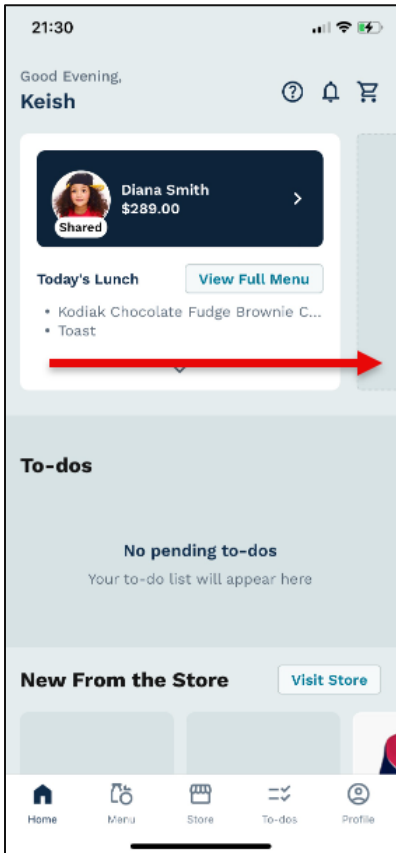 21:30
Good Evening,
Keish
Diana Smith
$289.00
Shared
Today's Lunch
View Full Menu
• Kodiak Chocolate Fudge Brownie C...
• Toast
To-dos
No pending to-dos
Your to-do list will appear here
New From the Store
Visit Store
Home
Menu
Store
To-dos
Profile